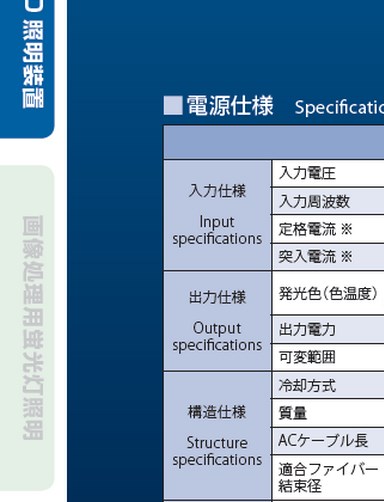 照明装置
画像処理用蛍光灯照明
■電源仕様 Specificatio
入力仕様
Input
specifications
入力電圧
入力周波数
定格電流 ※
突入電流 ※
出力仕様
Output
specifications
発光色（色温度）
出力電力
可変範囲
構造仕様
Structure
specifications
冷却方式
質量
ACケーブル長
適合ファイバー
結束径